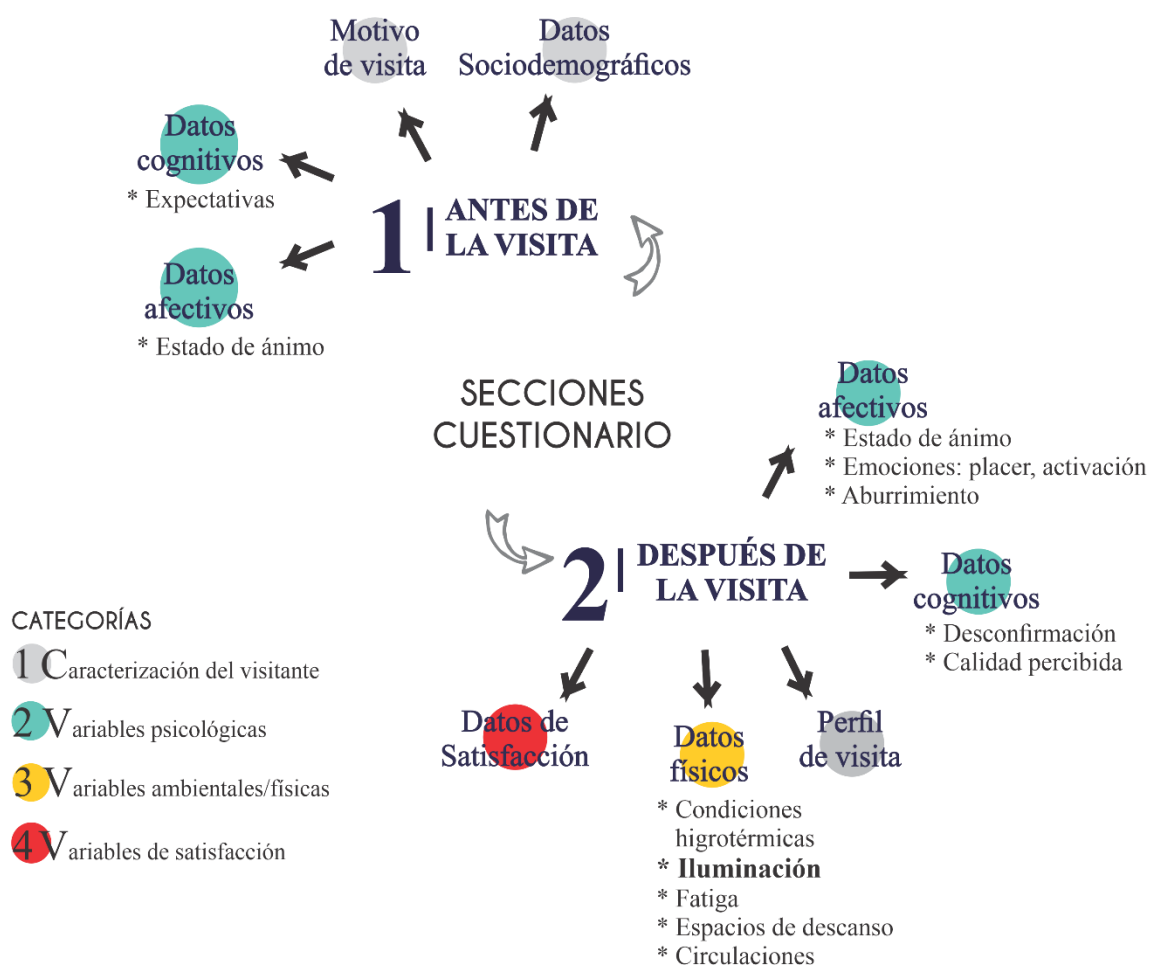 Motivo
de visita
Datos
Sociodemográficos
Datos
cognitivos
* Expectativas
Datos
afectivos
* Estado de ánimo
1 | ANTES DE
LA VISITA
SECCIONES
CUESTIONARIO
Datos
afectivos
* Estado de ánimo
* Emociones: placer, activación
* Aburrimiento
2 | DESPUÉS DE
LA VISITA
Datos
cognitivos
* Desconfirmación
* Calidad percibida
Datos de
Satisfacción
Datos
físicos
* Condiciones
higrotérmicas
* Iluminación
* Fatiga
* Espacios de descanso
* Circulaciones
Perfil
de visita
CATEGORÍAS
1 Caracterización del visitante
2 Variables psicológicas
3 Variables ambientales/físicas
4 Variables de satisfacción